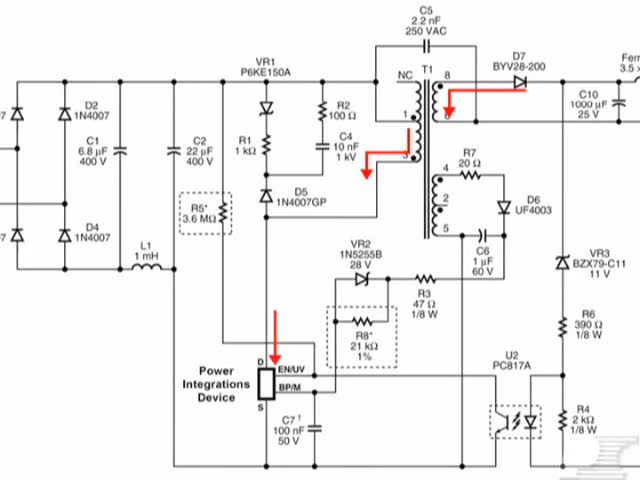 C5
2.2 nF
250 VAC
D7
BYV28-200
VR1
P6KE150A
NC
T1
8
6
1
3
C10
1000 µF
25 V
D2
1N4007
C1
6.8 µF
400 V
C2
22 µF
400 V
R2
100 Ω
R1
1 kΩ
C4
10 nF
1 kV
R7
20 Ω
4
2
5
D5
1N4007GP
R5*
3.6 MΩ
D6
UF4003
D4
1N4007
L1
1 mH
VR2
1N5255B
28 V
C6
1 µF
60 V
VR3
BZX79-C11
11 V
R3
47 Ω
1/8 W
R8*
21 kΩ
1%
R6
390 Ω
1/8 W
U2
PC817A
Power
Integrations
Device
D
EN/UV
BP/M
S
C7†
100 nF
50 V
R4
2 kΩ
1/8 W